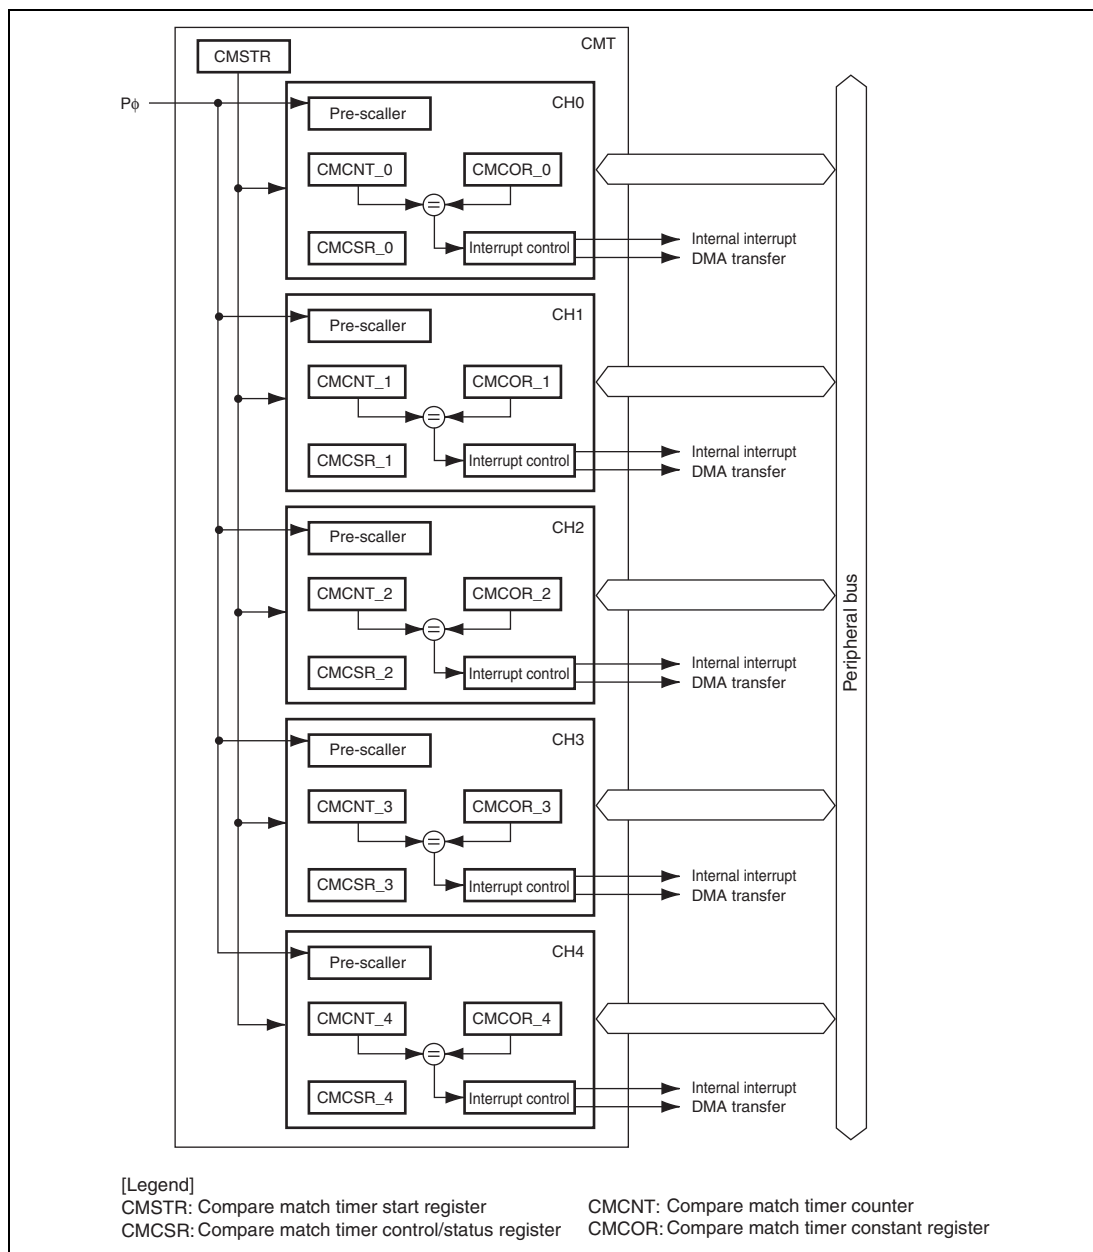 CMSTR
CMT
Pϕ
CH0
Pre-scaller
CMCNT_0
CMCOR_0
=
CMCSR_0
Interrupt control
Internal interrupt
DMA transfer
CH1
Pre-scaller
CMCNT_1
CMCOR_1
=
CMCSR_1
Interrupt control
Internal interrupt
DMA transfer
CH2
Pre-scaller
CMCNT_2
CMCOR_2
=
CMCSR_2
Interrupt control
Internal interrupt
DMA transfer
CH3
Pre-scaller
CMCNT_3
CMCOR_3
=
CMCSR_3
Interrupt control
Internal interrupt
DMA transfer
CH4
Pre-scaller
CMCNT_4
CMCOR_4
=
CMCSR_4
Interrupt control
Internal interrupt
DMA transfer
Peripheral bus
[Legend]
CMSTR: Compare match timer start register
CMCSR: Compare match timer control/status register
CMCNT: Compare match timer counter
CMCOR: Compare match timer constant register